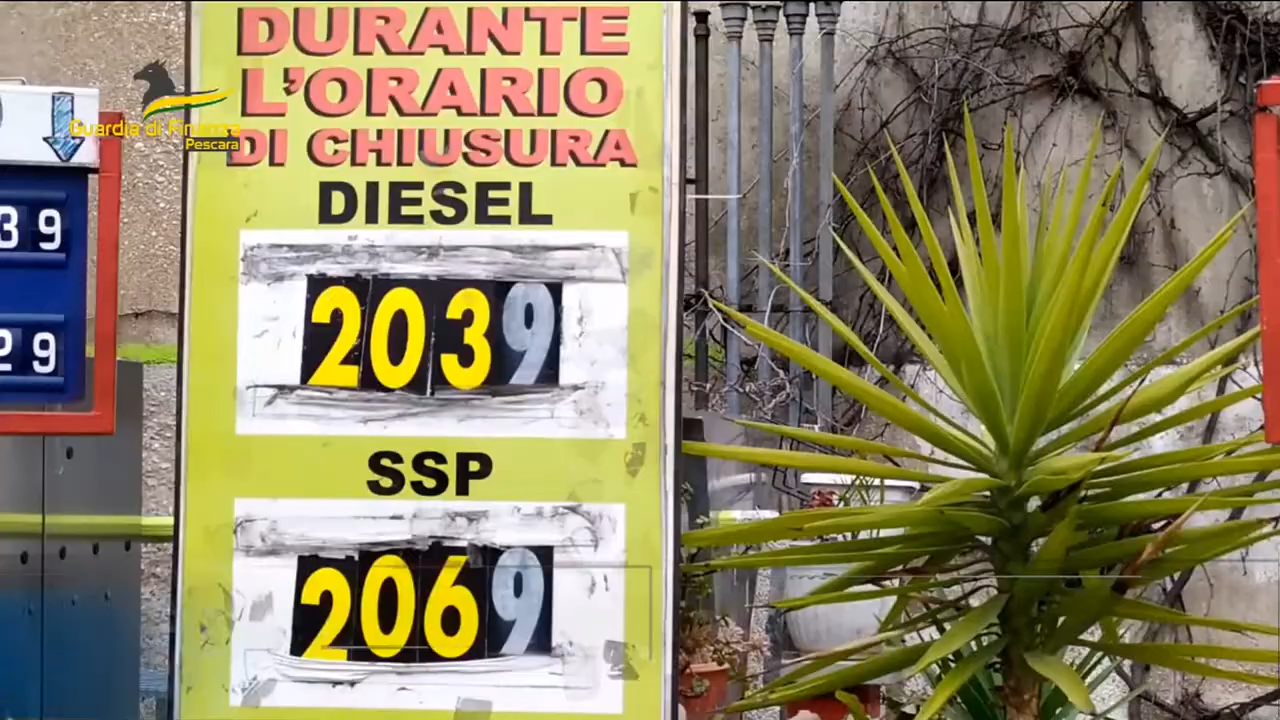 DURANTE
L'ORARIO
DI CHIUSURA
DIESEL
2039
SSP
2069
Guardia di Finanza
Pescara
39
29